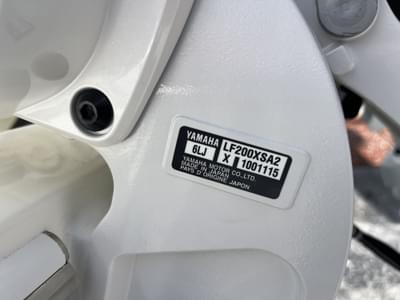 YAMAHA LF200XSA2
6LJ X 1001115
YAMAHA MOTOR CO.,LTD.
MADE IN JAPAN
PAYS D'ORIGINE JAPON